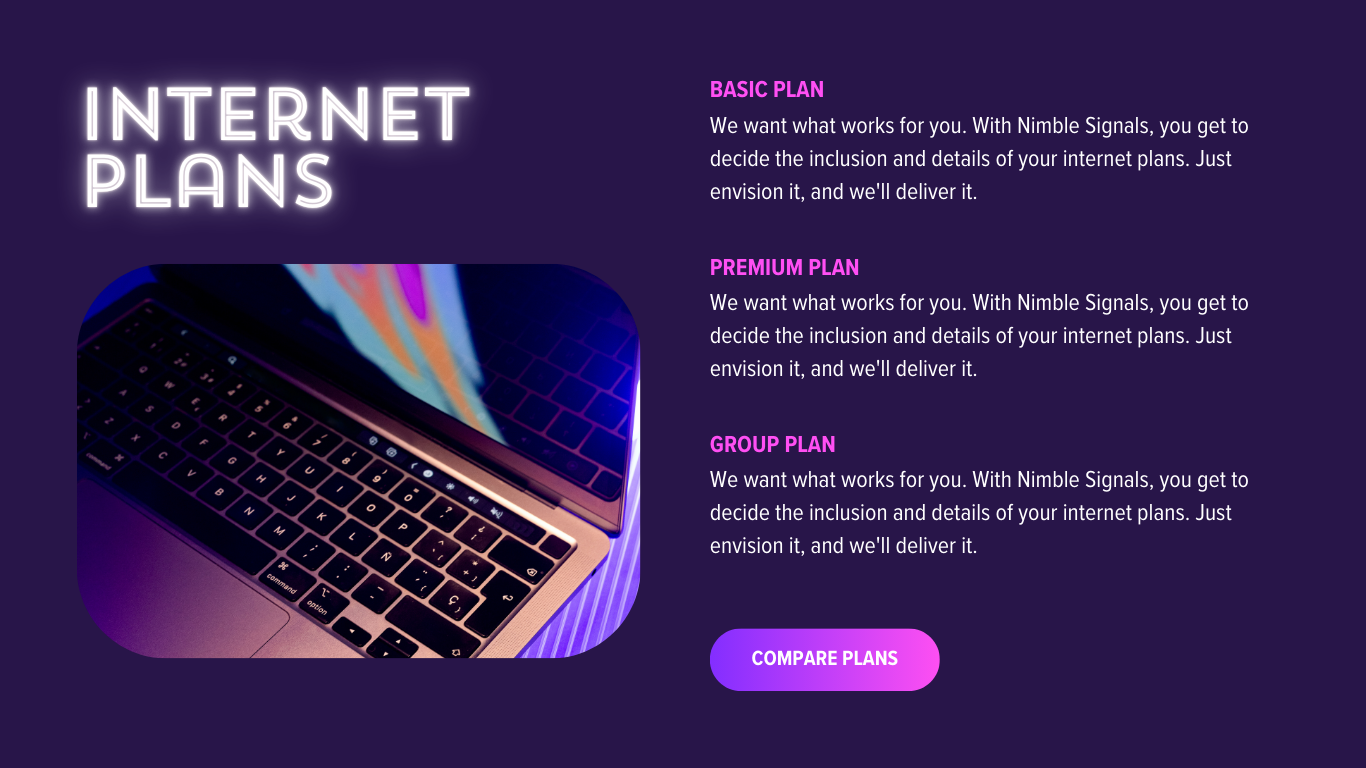 INTERNET
PLANS
BASIC PLAN
We want what works for you. With Nimble Signals, you get to
decide the inclusion and details of your internet plans. Just
envision it, and we'll deliver it.
PREMIUM PLAN
We want what works for you. With Nimble Signals, you get to
decide the inclusion and details of your internet plans. Just
envision it, and we'll deliver it.
GROUP PLAN
We want what works for you. With Nimble Signals, you get to
decide the inclusion and details of your internet plans. Just
envision it, and we'll deliver it.
COMPARE PLANS
command
option